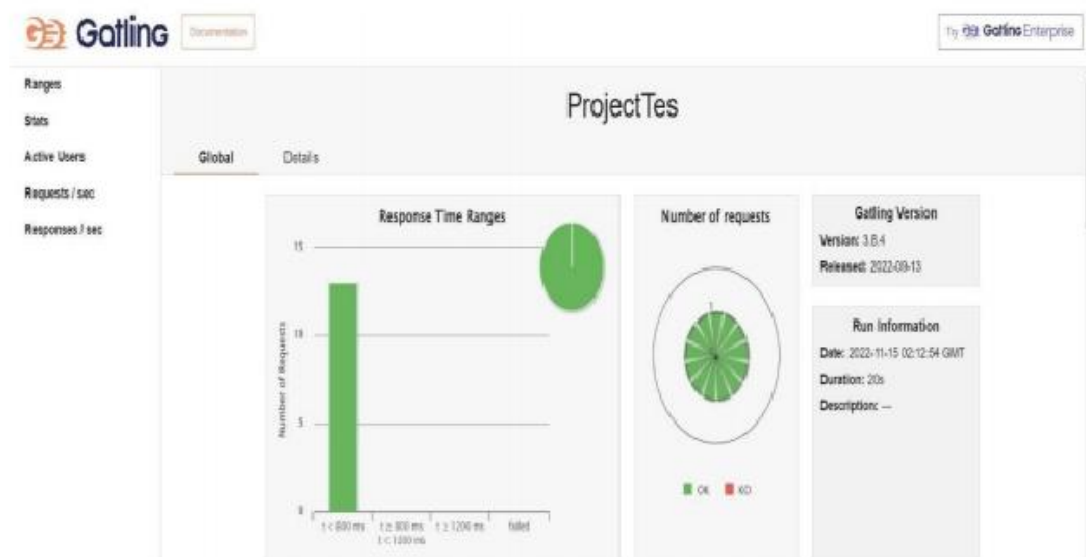 Gatling
Documentation
Try Gatling Enterprise
Ranges
Stats
Active Users
Requests / sec
Responses / sec
ProjectTes
Global
Details
Response Time Ranges
15
10
5
0
Number of Requests
t < 800 ms
t ≥ 800 ms
t < 1200 ms
t ≥ 1200 ms
failed
Number of requests
1
OK
KO
Gatling Version
Version: 3.8.4
Released: 2022-09-13
Run Information
Date: 2022-11-15 02:12:54 GMT
Duration: 20s
Description: —